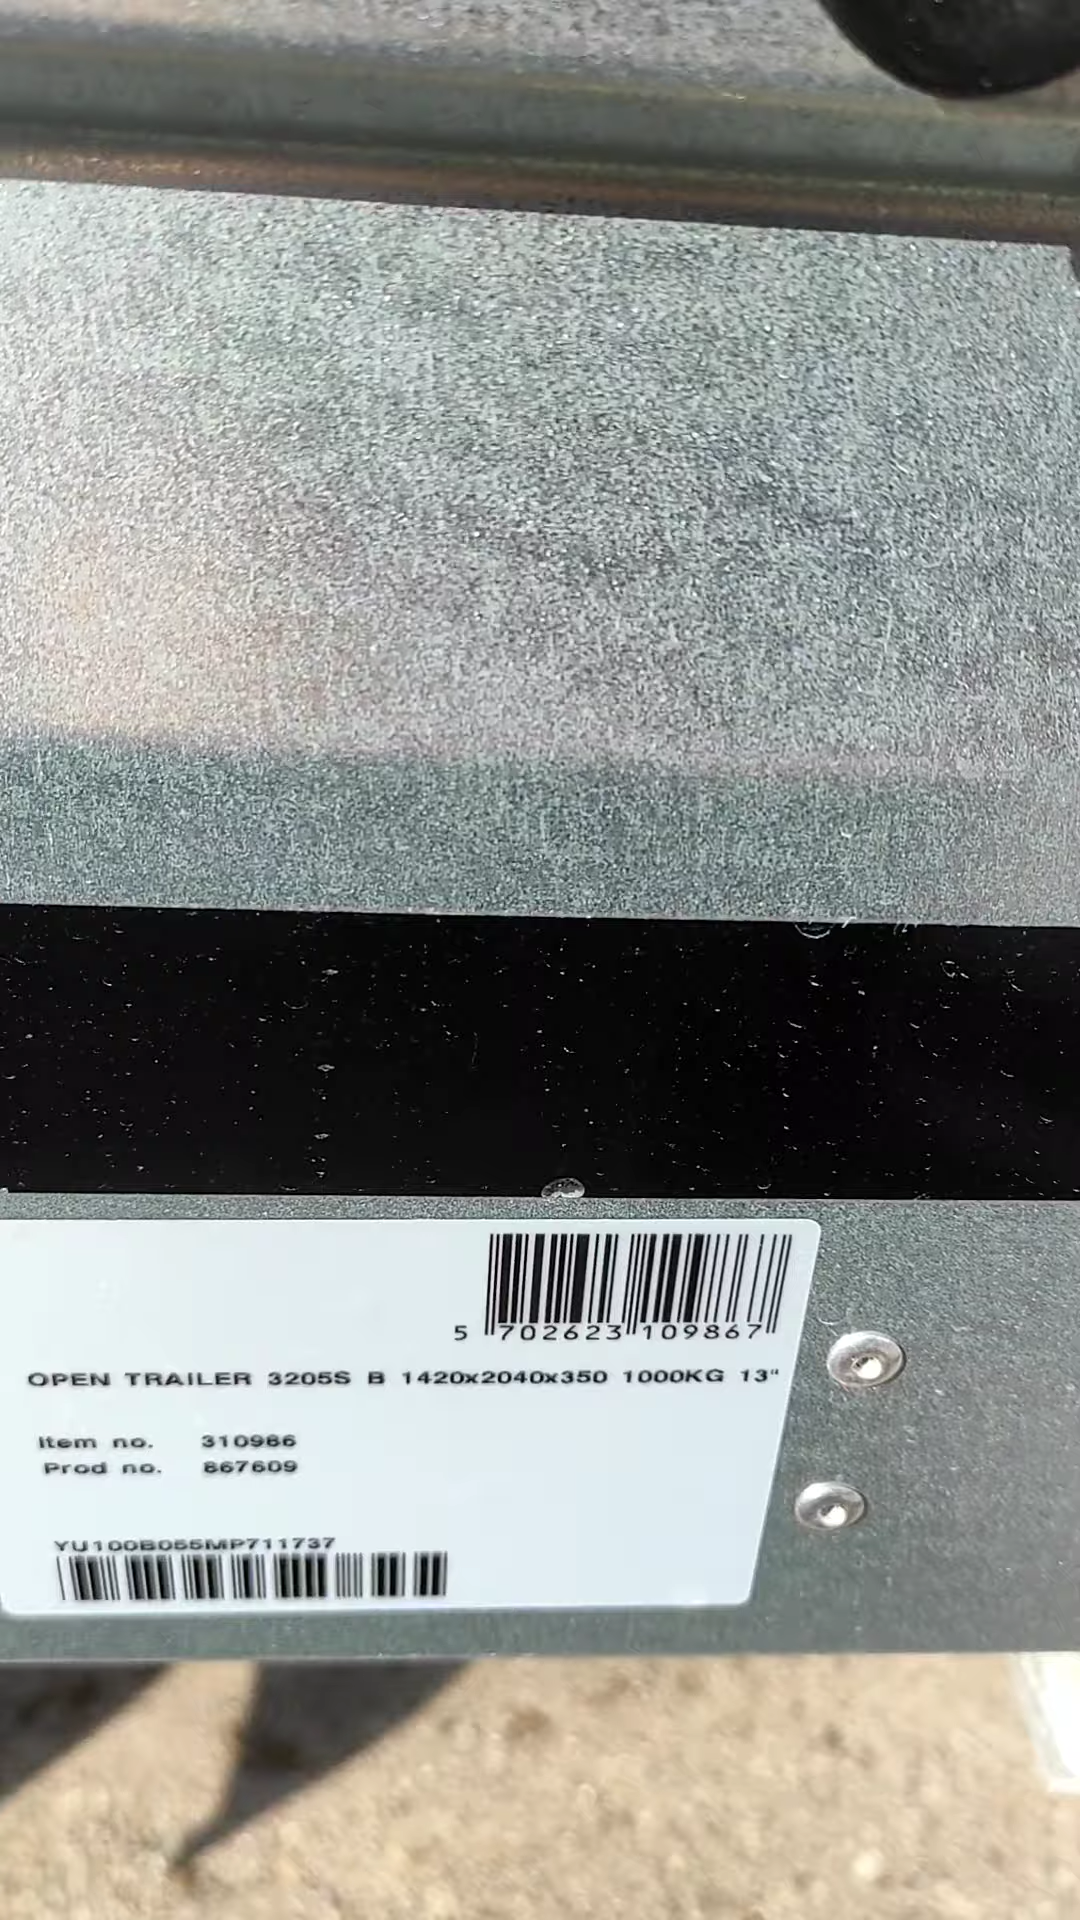 5 702623 109867
OPEN TRAILER 3205S B 1420x2040x350 1000KG 13"
Item no. 310986
Prod no. 867609
YU100B055MP711737